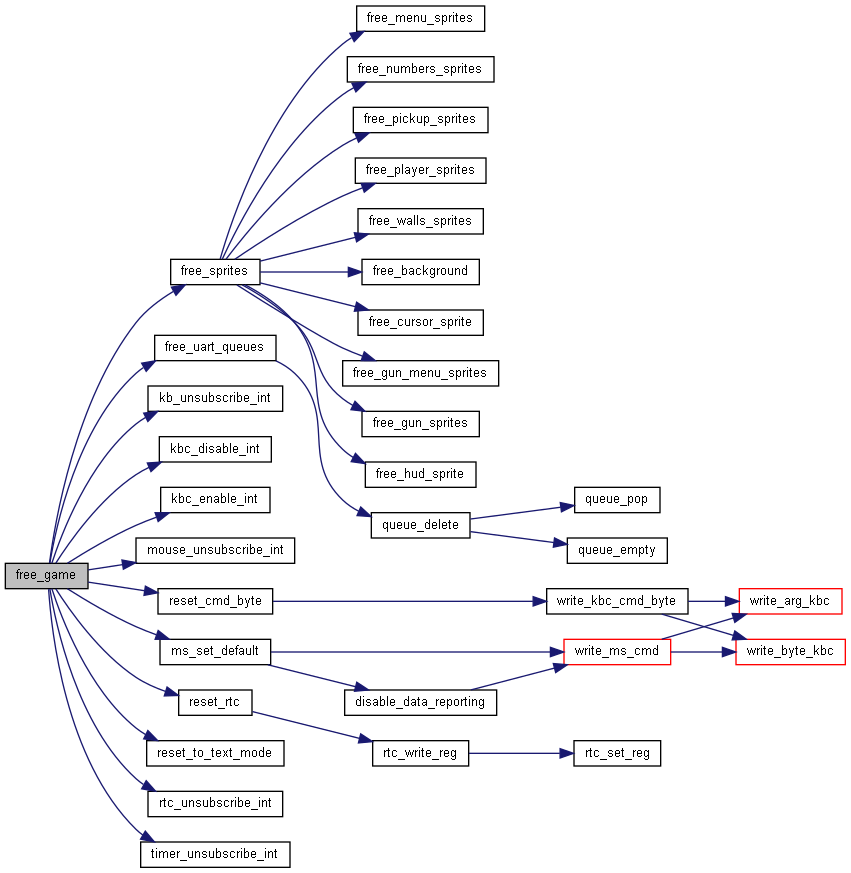 free_menu_sprites
free_numbers_sprites
free_pickup_sprites
free_player_sprites
free_walls_sprites
free_sprites
free_background
free_cursor_sprite
free_uart_queues
free_gun_menu_sprites
kb_unsubscribe_int
free_gun_sprites
kbc_disable_int
free_hud_sprite
kbc_enable_int
queue_pop
queue_delete
mouse_unsubscribe_int
queue_empty
free_game
reset_cmd_byte
write_kbc_cmd_byte
write_arg_kbc
ms_set_default
write_ms_cmd
write_byte_kbc
reset_rtc
disable_data_reporting
reset_to_text_mode
rtc_write_reg
rtc_set_reg
rtc_unsubscribe_int
timer_unsubscribe_int